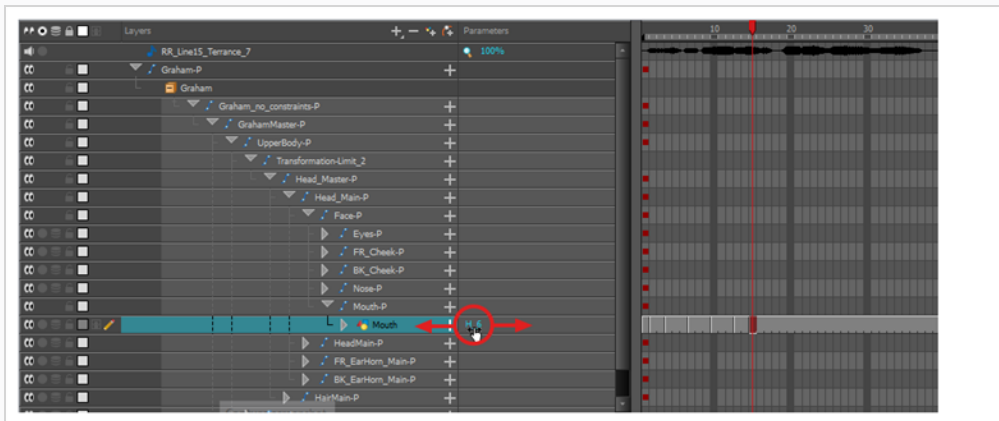 Layers Parameters 10 20 30
RR_Line15_Terrance_7 100%
Graham-P
Graham
Graham_no_constraints-P
GrahamMaster-P
UpperBody-P
Transformation-Limit_2
Head_Master-P
Head_Main-P
Face-P
Eyes-P
FR_Cheek-P
BK_Cheek-P
Nose-P
Mouth-P
Mouth H_6
HeadMain-P
FR_EarHorn_Main-P
BK_EarHorn_Main-P
HairMain-P